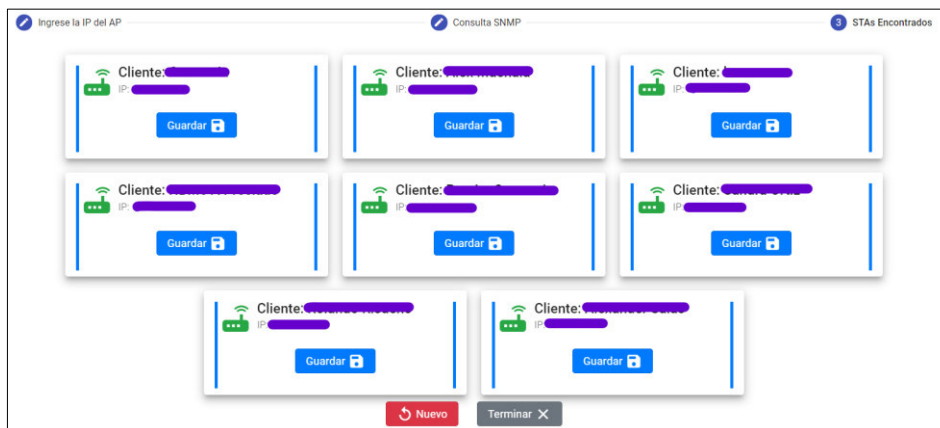 Ingrese la IP del AP
Consulta SNMP
3 STAs Encontrados
Cliente:
IP:
Guardar
Cliente:
IP:
Guardar
Cliente:
IP:
Guardar
Cliente:
IP:
Guardar
Cliente:
IP:
Guardar
Cliente:
IP:
Guardar
Cliente:
IP:
Guardar
Cliente:
IP:
Guardar
Nuevo
Terminar